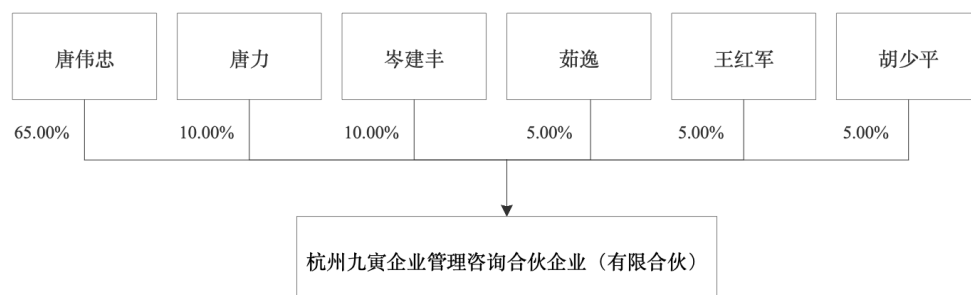 唐伟忠
唐力
岑建丰
茹逸
王红军
胡少平
65.00%
10.00%
10.00%
5.00%
5.00%
5.00%
杭州九寅企业管理咨询合伙企业（有限合伙）